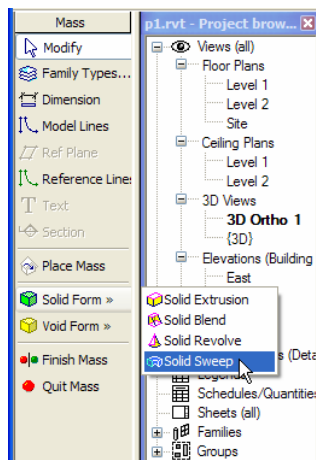 Mass
Modify
Family Types...
Dimension
Model Lines
Ref Plane
Reference Lines
Text
Section
Place Mass
Solid Form »
Void Form »
Finish Mass
Quit Mass
p1.rvt - Project brow...
Views (all)
Floor Plans
Level 1
Level 2
Site
Ceiling Plans
Level 1
Level 2
3D Views
3D Ortho 1
{3D}
Elevations (Building
East
Solid Extrusion
Solid Blend
Solid Revolve
Solid Sweep
s (Deta
Schedules/Quantities
Sheets (all)
Families
Groups